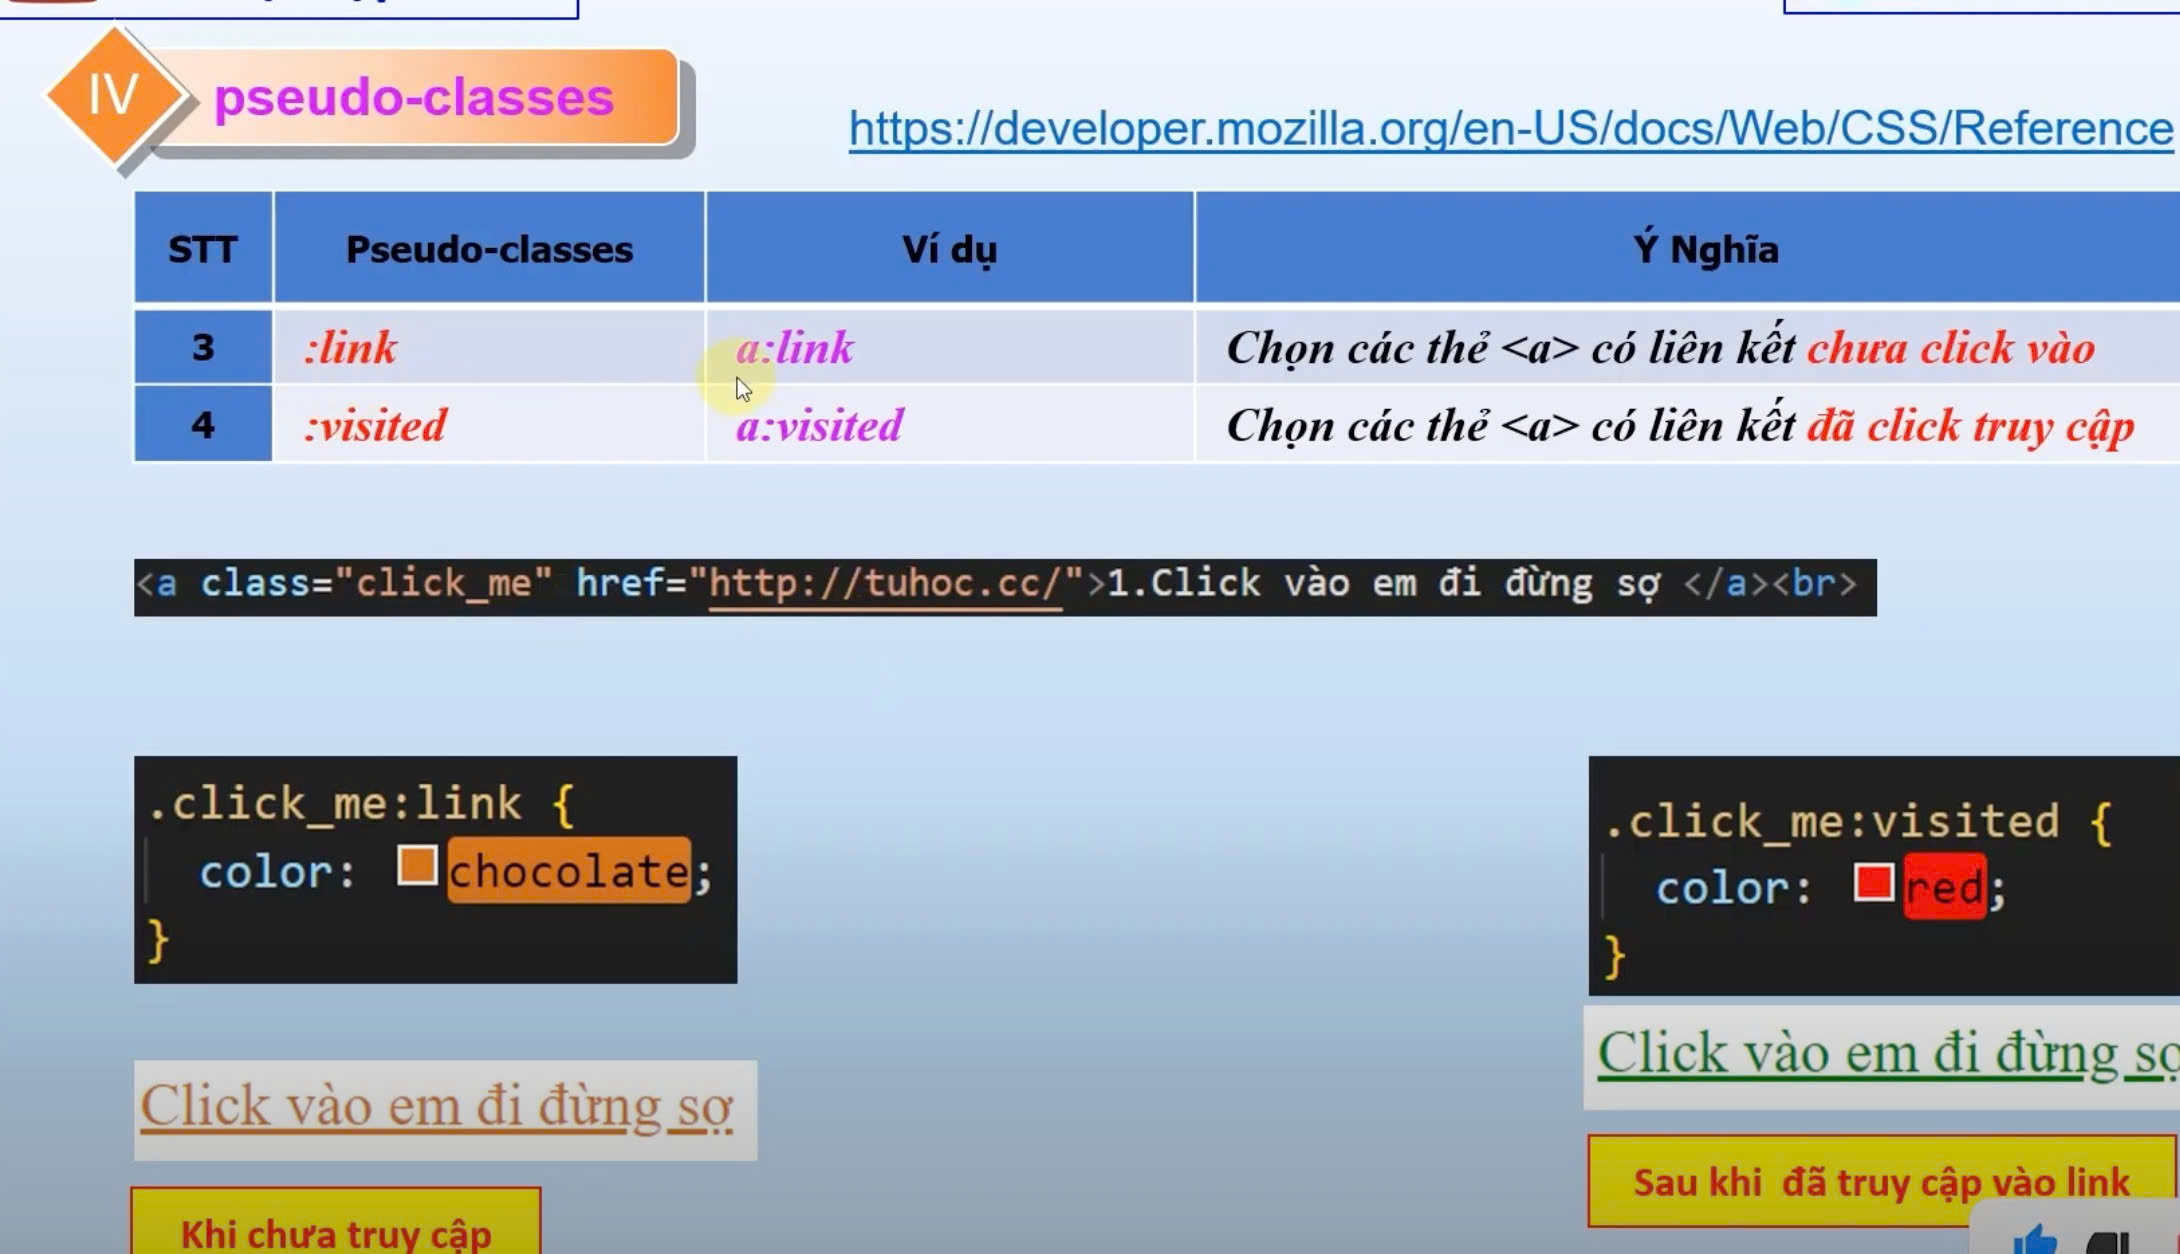 IV
pseudo-classes
https://developer.mozilla.org/en-US/docs/Web/CSS/Reference
STT Pseudo-classes Ví dụ Ý Nghĩa
3 :link a:link Chọn các thẻ <a> có liên kết chưa click vào
4 :visited a:visited Chọn các thẻ <a> có liên kết đã click truy cập
<a class="click_me" href="http://tuhoc.cc/">1.Click vào em đi đừng sợ </a><br>
.click_me:link {
color: chocolate;
}
Click vào em đi đừng sợ
Khi chưa truy cập
.click_me:visited {
color: red;
}
Click vào em đi đừng sợ
Sau khi đã truy cập vào link